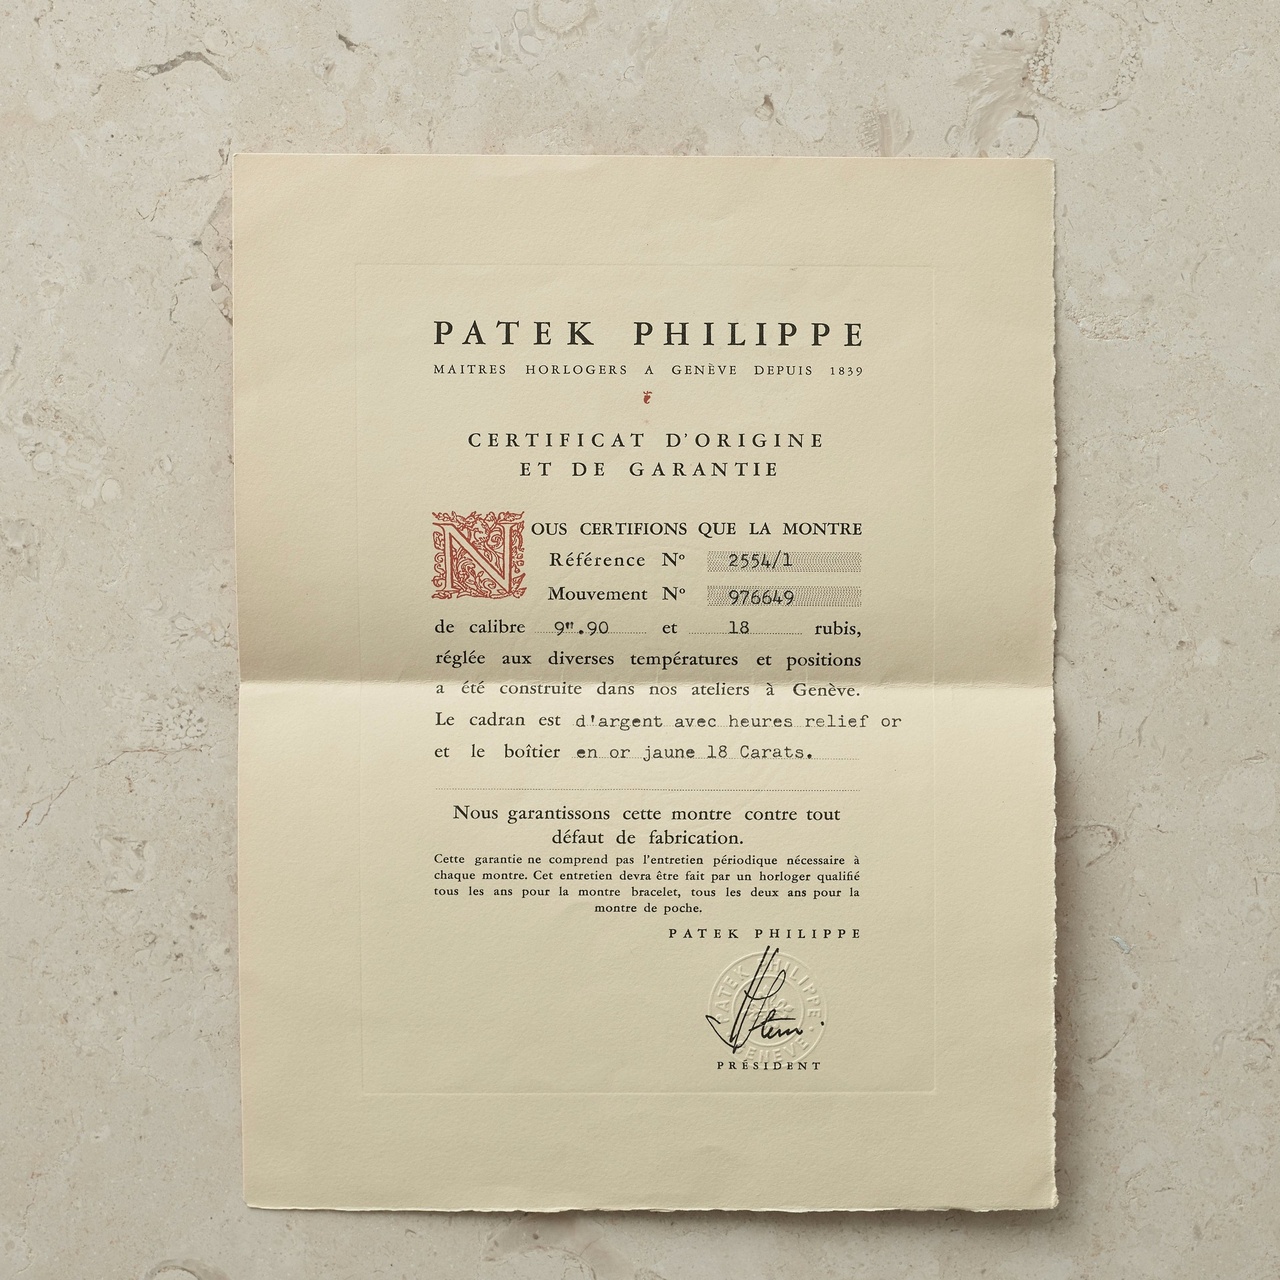 PATEK PHILIPPE
MAITRES HORLOGERS A GENÈVE DEPUIS 1839
CERTIFICAT D'ORIGINE
ET DE GARANTIE
NOUS CERTIFIONS QUE LA MONTRE
Référence Nº 2554/1
Mouvement Nº 976649
de calibre 9‴.90 et 18 rubis,
réglée aux diverses températures et positions
a été construite dans nos ateliers à Genève.
Le cadran est d'argent avec heures relief or
et le boîtier en or jaune 18 Carats.
Nous garantissons cette montre contre tout
défaut de fabrication.
Cette garantie ne comprend pas l'entretien périodique nécessaire à
chaque montre. Cet entretien devra être fait par un horloger qualifié
tous les ans pour la montre bracelet, tous les deux ans pour la
montre de poche.
PATEK PHILIPPE
PATEK PHILIPPE
GENÈVE
PRÉSIDENT